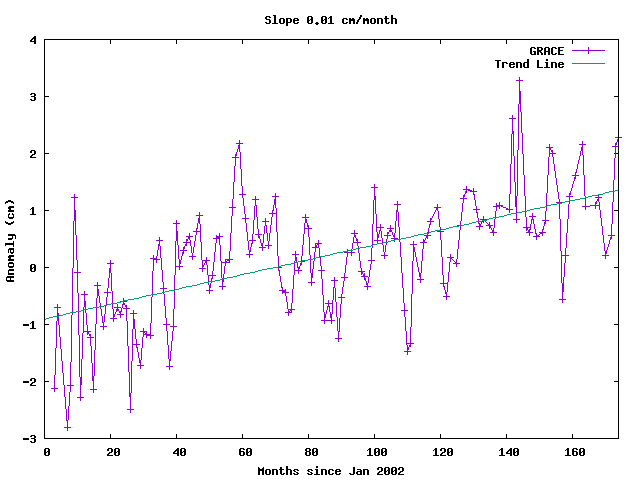 Slope 0.01 cm/month
GRACE
Trend Line
4
3
2
1
0
-1
-2
-3
Anomaly (cm)
0 20 40 60 80 100 120 140 160
Months since Jan 2002